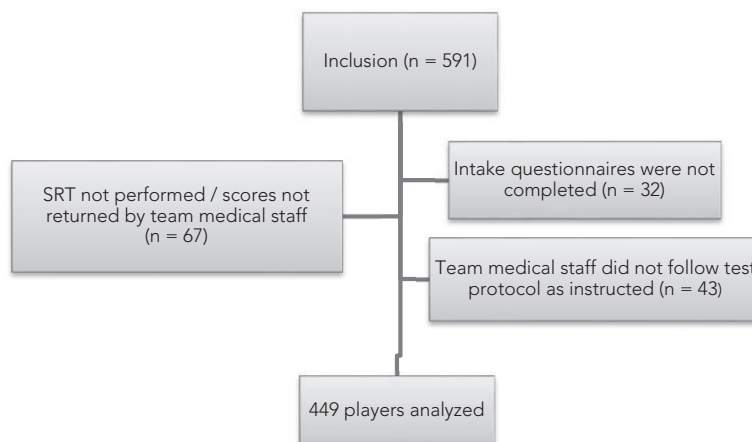 Inclusion (n = 591)
Intake questionnaires were not
completed (n = 32)
SRT not performed / scores not
returned by team medical staff
(n = 67)
Team medical staff did not follow test
protocol as instructed (n = 43)
449 players analyzed